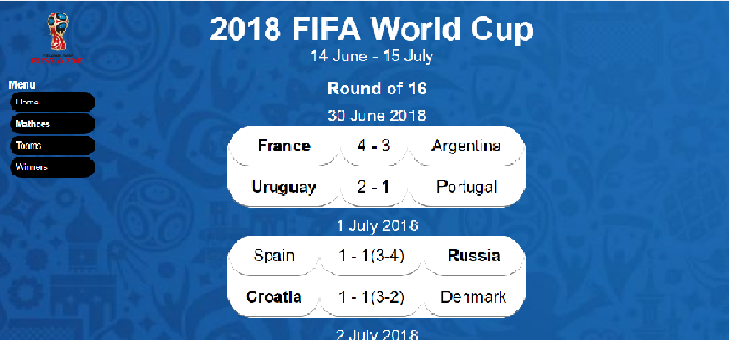 2018 FIFA World Cup
14 June - 15 July
Menu
Home
Matches
Teams
Winners
Round of 16
30 June 2018
France 4 - 3 Argentina
Uruguay 2 - 1 Portugal
1 July 2018
Spain 1 - 1(3-4) Russia
Croatia 1 - 1(3-2) Denmark
2 July 2018